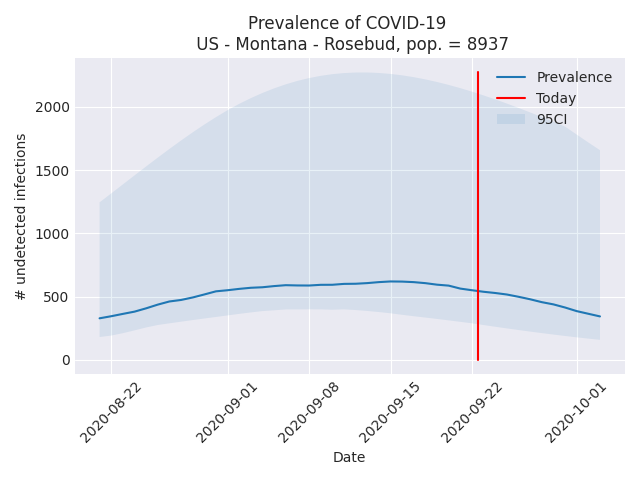 Prevalence of COVID-19
US - Montana - Rosebud, pop. = 8937
Prevalence
Today
95CI
# undetected infections
2000
1500
1000
500
0
2020-08-22
2020-09-01
2020-09-08
2020-09-15
2020-09-22
2020-10-01
Date